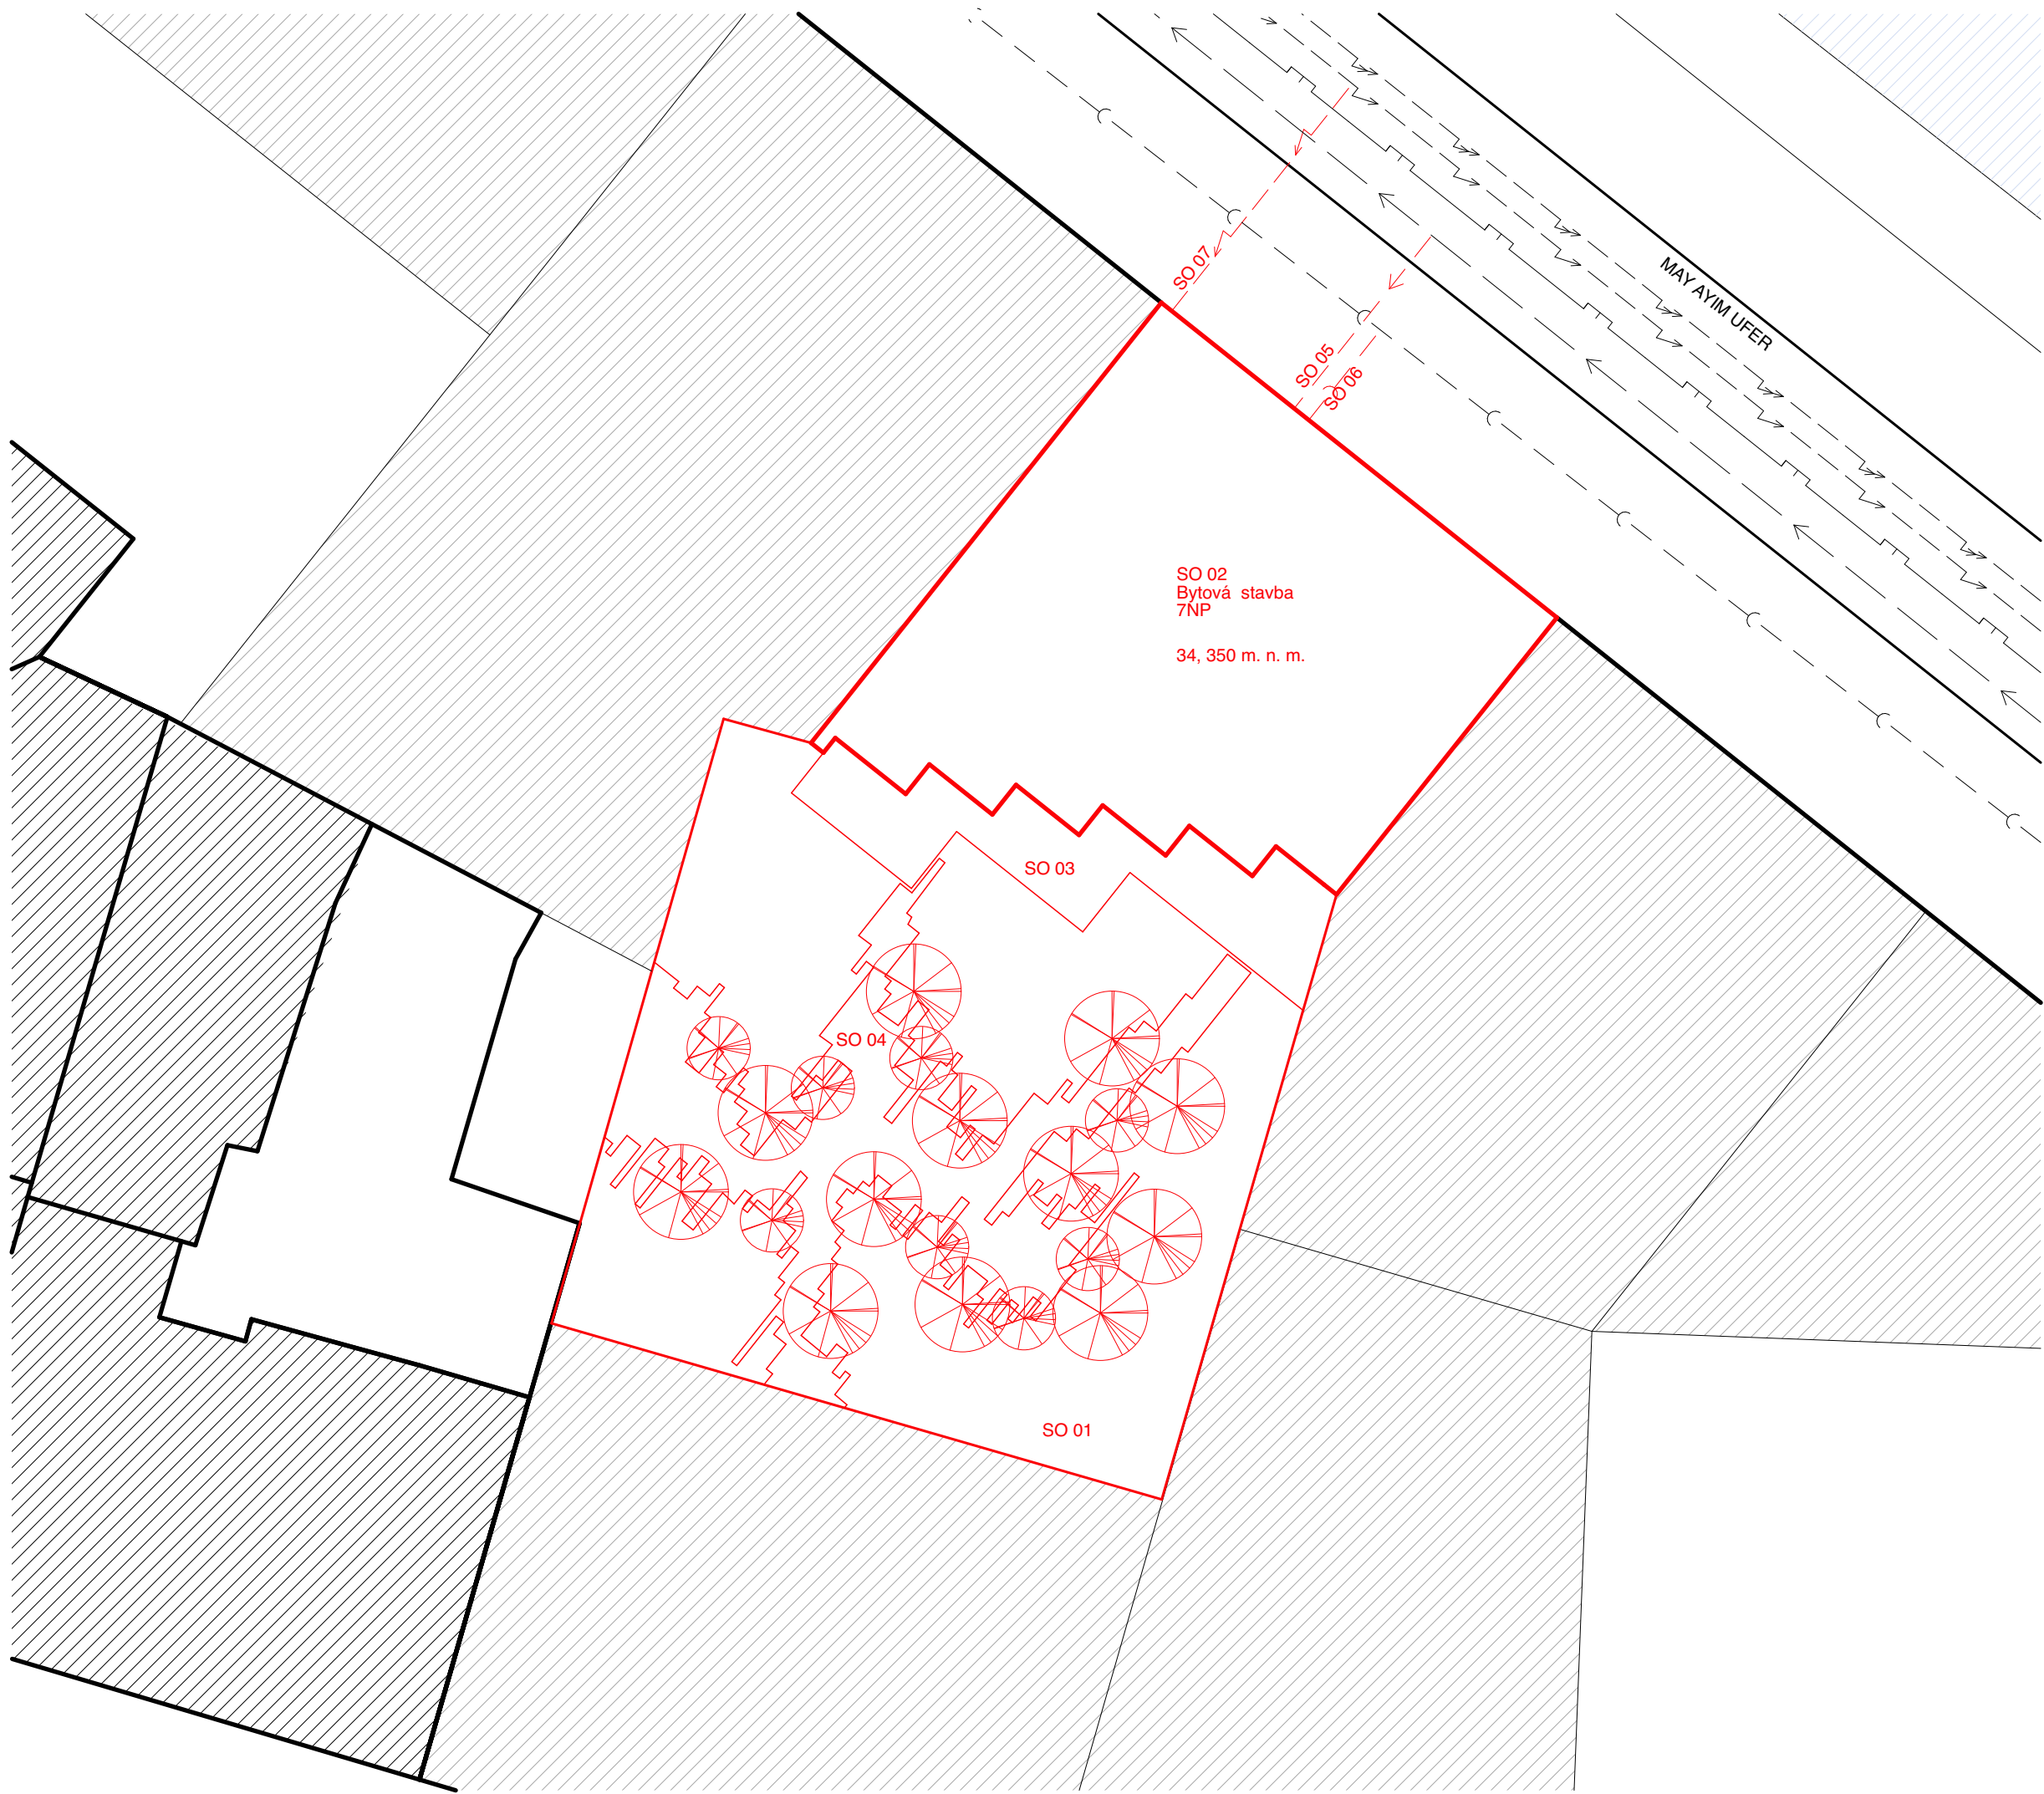 SO 07
MAY AYIM UFER
SO 05
SO 06
SO 02
Bytová stavba
7NP
34, 350 m. n. m.
SO 03
SO 04
SO 01